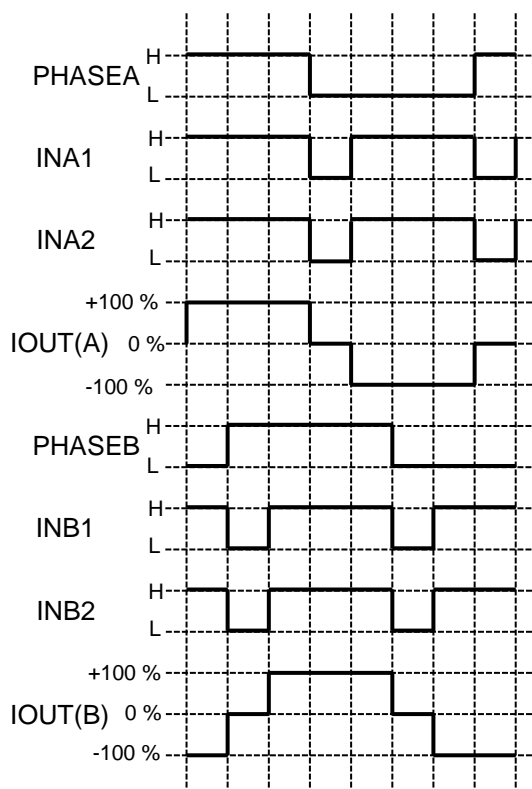 H
PHASEA
L
H
INA1
L
H
INA2
L
+100 %
IOUT(A) 0 %
-100 %
H
PHASEB
L
H
INB1
L
H
INB2
L
+100 %
IOUT(B) 0 %
-100 %